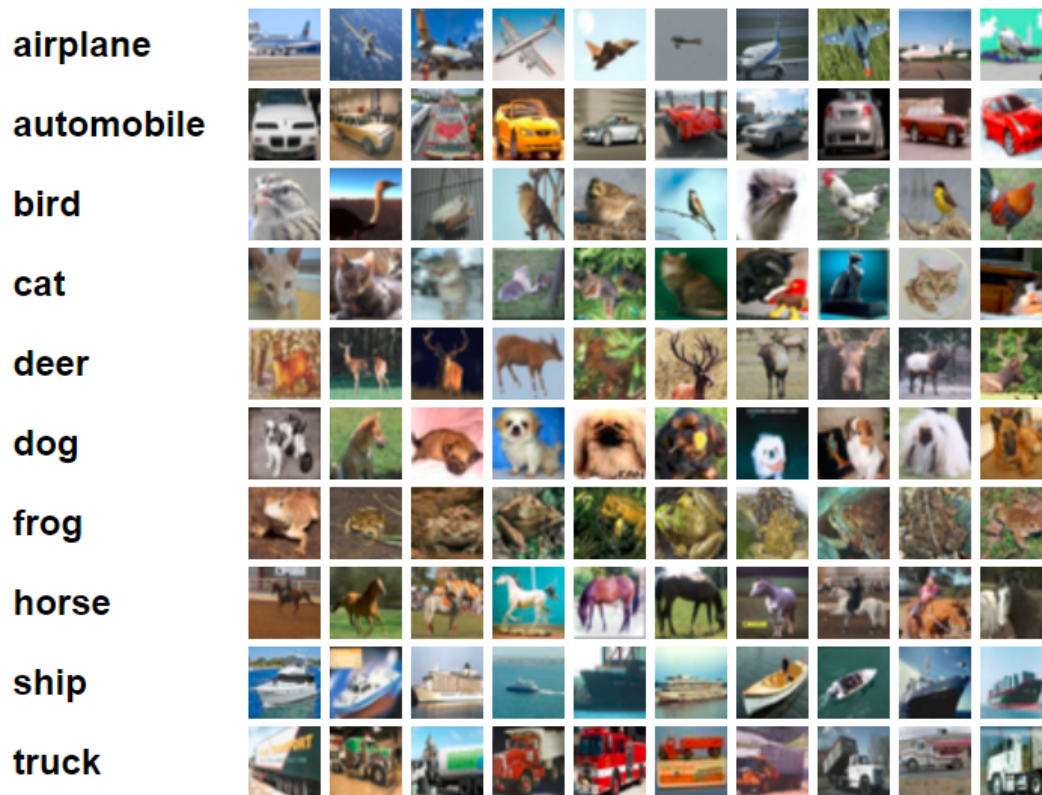 airplane
automobile
bird
cat
deer
dog
frog
horse
ship
truck